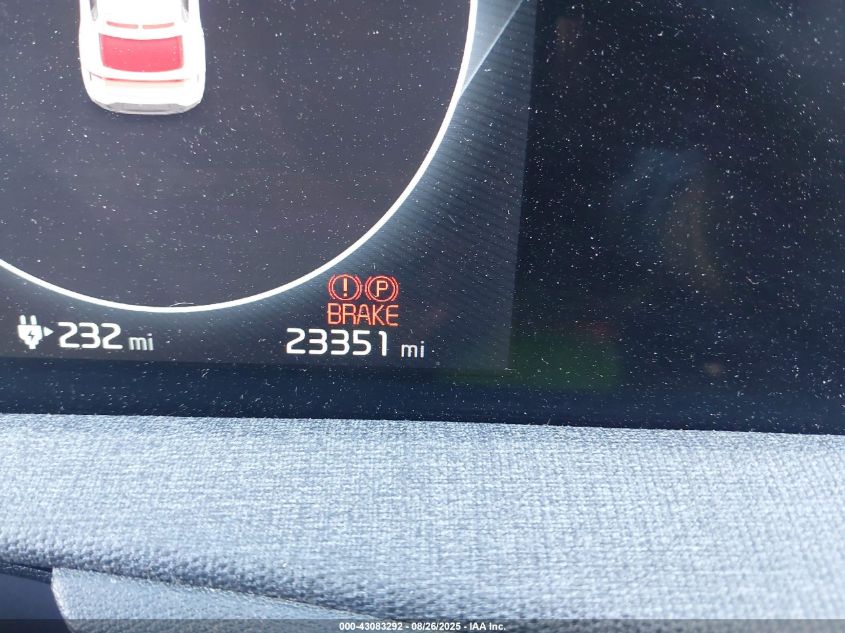 ! P
BRAKE
232 mi
23351 mi
000-43083292 - 08/26/2025 - IAA Inc.